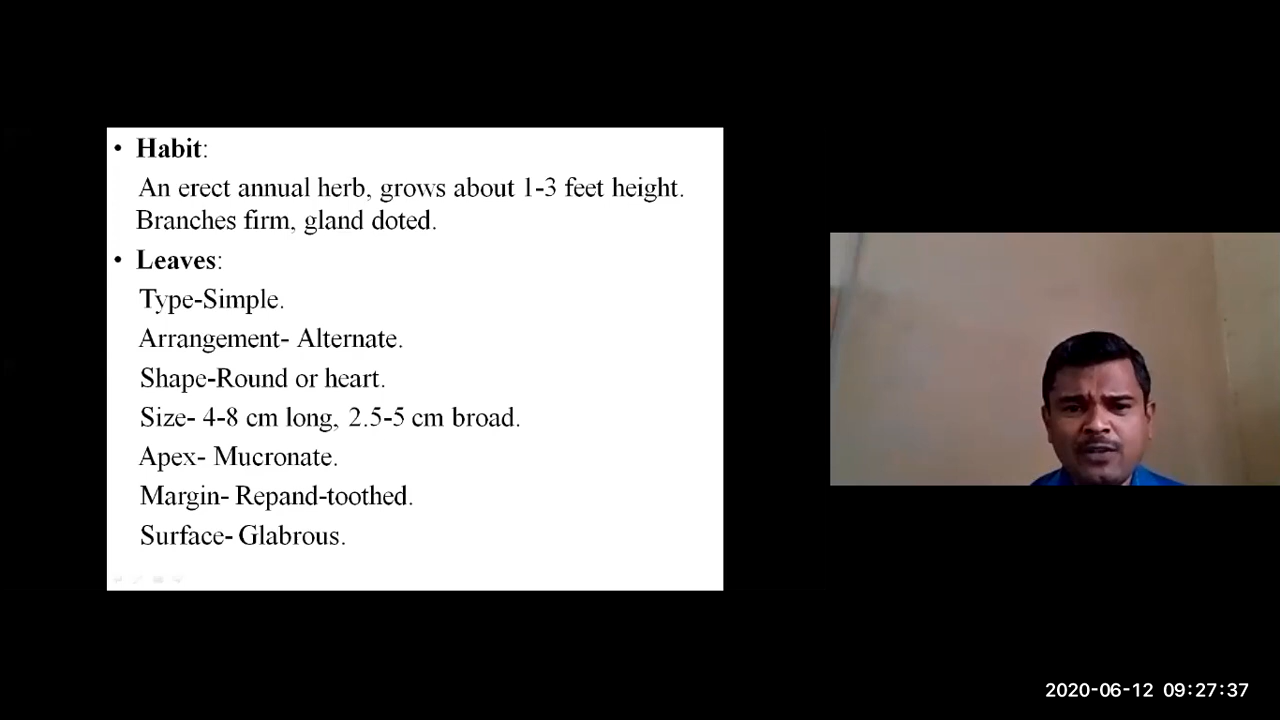 • Habit:
An erect annual herb, grows about 1-3 feet height.
Branches firm, gland doted.
• Leaves:
Type-Simple.
Arrangement- Alternate.
Shape-Round or heart.
Size- 4-8 cm long, 2.5-5 cm broad.
Apex- Mucronate.
Margin- Repand-toothed.
Surface- Glabrous.
2020-06-12 09:27:37